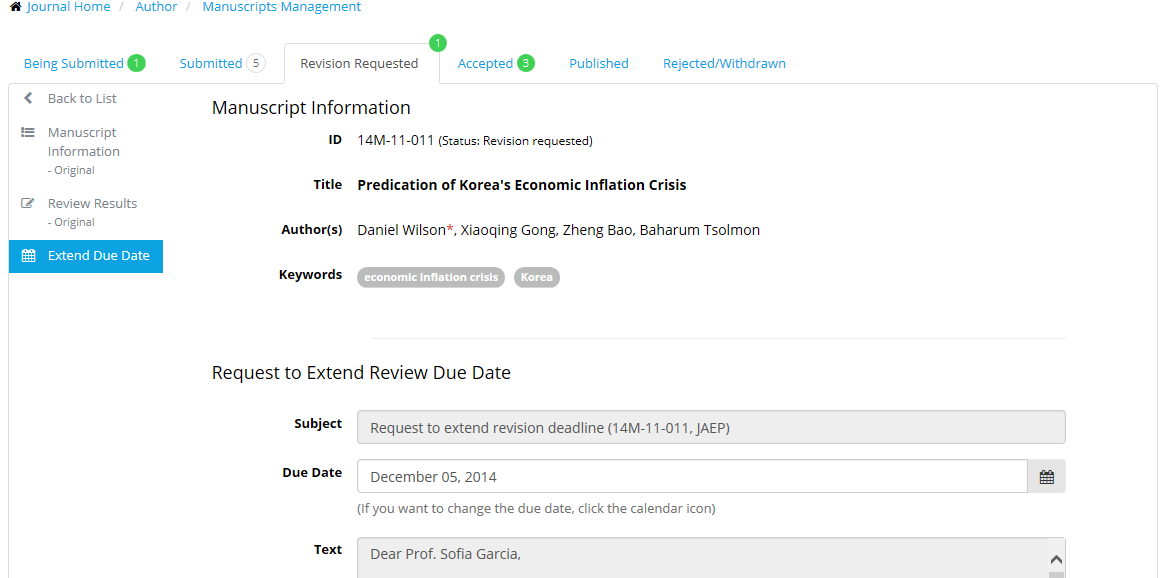 Journal Home / Author / Manuscripts Management
1
Being Submitted 1 Submitted 5 Revision Requested Accepted 3 Published Rejected/Withdrawn
Back to List
Manuscript
Information
- Original
Review Results
- Original
Extend Due Date
Manuscript Information
ID 14M-11-011 (Status: Revision requested)
Title Predication of Korea's Economic Inflation Crisis
Author(s) Daniel Wilson*, Xiaoqing Gong, Zheng Bao, Baharum Tsolmon
Keywords economic inflation crisis Korea
Request to Extend Review Due Date
Subject Request to extend revision deadline (14M-11-011, JAEP)
Due Date December 05, 2014
(If you want to change the due date, click the calendar icon)
Text Dear Prof. Sofia Garcia,